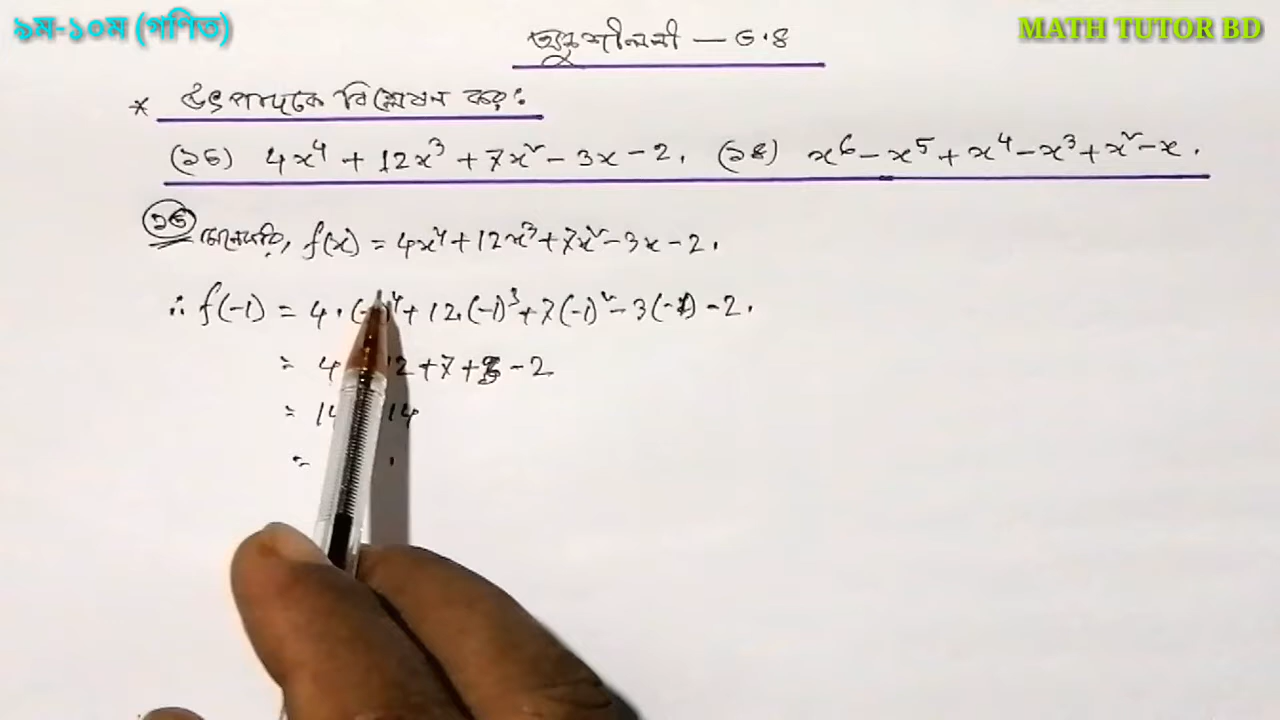 ৯ম-১০ম (গণিত)
MATH TUTOR BD
অনুশীলনী — ৩.৪
* উৎপাদকে বিশ্লেষণ কর:
(২৩) 4x⁴ + 12x³ + 7x² - 3x - 2. (২৪) x⁶ - x⁵ + x⁴ - x³ + x² - x.
২৩ মনেকরি, f(x) = 4x⁴ + 12x³ + 7x² - 3x - 2.
∴ f(-1) = 4.(-)⁴ + 12.(-1)³ + 7(-1)² - 3(-1) - 2.
= 4 12 + 7 + 3 - 2
= 14 14
=